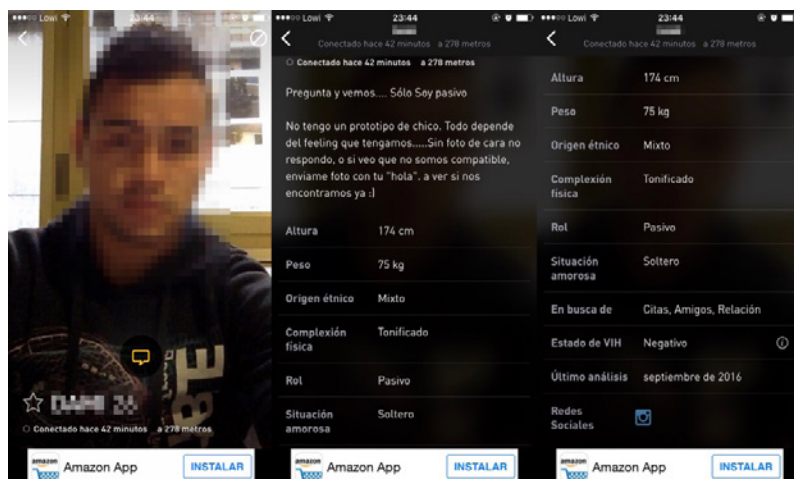 ●●●○○ Lowi 23:44
○ Conectado hace 42 minutos a 278 metros
Amazon App
INSTALAR
●●●○○ Lowi 23:44
Conectado hace 42 minutos a 278 metros
○ Conectado hace 42 minutos a 278 metros
Pregunta y vemos.... Sólo Soy pasivo
No tengo un prototipo de chico. Todo depende
del feeling que tengamos.....Sin foto de cara no
respondo, o si veo que no somos compatible,
enviame foto con tu "hola", a ver si nos
encontramos ya :]
Altura 174 cm
Peso 75 kg
Origen étnico Mixto
Complexión Tonificado
física
Rol Pasivo
Situación Soltero
amorosa
amazon
Amazon App
INSTALAR
●●●○○ Lowi 23:44
Conectado hace 42 minutos a 278 metros
Altura 174 cm
Peso 75 kg
Origen étnico Mixto
Complexión Tonificado
física
Rol Pasivo
Situación Soltero
amorosa
En busca de Citas, Amigos, Relación
Estado de VIH Negativo
Último análisis septiembre de 2016
Redes
Sociales
amazon
Amazon App
INSTALAR